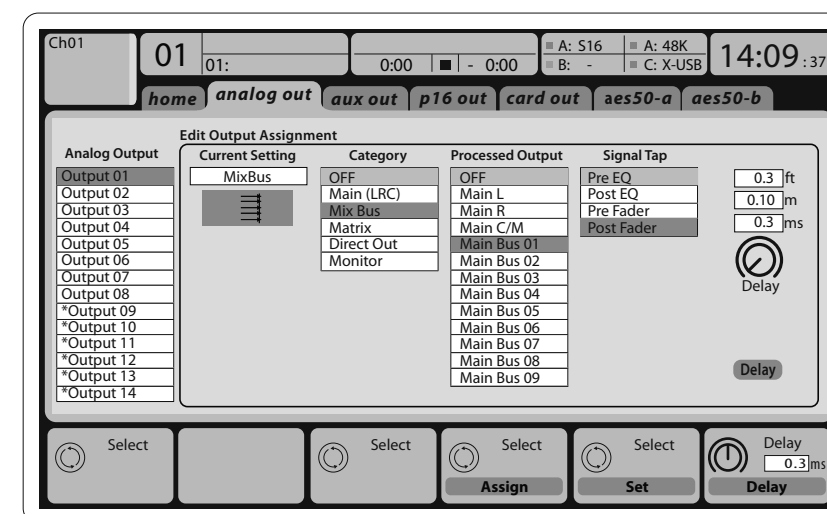 Ch01
01
01:
0:00 - 0:00
A: S16 A: 48K
B: - C: X-USB
14:09 : 37
home analog out aux out p16 out card out aes50-a aes50-b
Edit Output Assignment
Analog Output
Output 01
Output 02
Output 03
Output 04
Output 05
Output 06
Output 07
Output 08
*Output 09
*Output 10
*Output 11
*Output 12
*Output 13
*Output 14
Current Setting
MixBus
Category
OFF
Main (LRC)
Mix Bus
Matrix
Direct Out
Monitor
Processed Output
OFF
Main L
Main R
Main C/M
Main Bus 01
Main Bus 02
Main Bus 03
Main Bus 04
Main Bus 05
Main Bus 06
Main Bus 07
Main Bus 08
Main Bus 09
Signal Tap
Pre EQ
Post EQ
Pre Fader
Post Fader
0.3 ft
0.10 m
0.3 ms
Delay
Delay
Select
Select
Select
Assign
Select
Set
Delay
0.3 ms
Delay